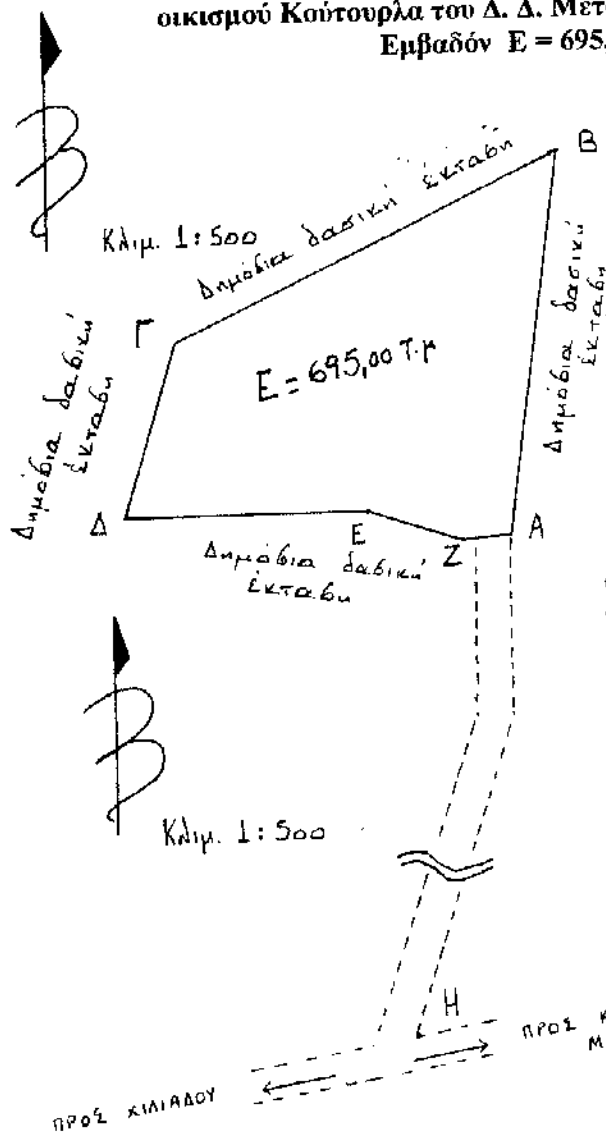 οικισμού Κούτουρλα του Δ. Δ.
Εμβαδόν Ε = 695,
Β
Κλιμ. 1:500
Δημόσια δασική έκταση
Β
Γ
Ε = 695,00 τ.μ
Δημόσια δασική
έκταση
Δημόσια δασική
έκταση
Δ
Ε
Ζ
Α
Δημόσια δασική
έκταση
Β
Κλιμ. 1:500
Η
ΠΡΟΣ
ΠΡΟΣ ΧΙΛΙΑΔΟΥ